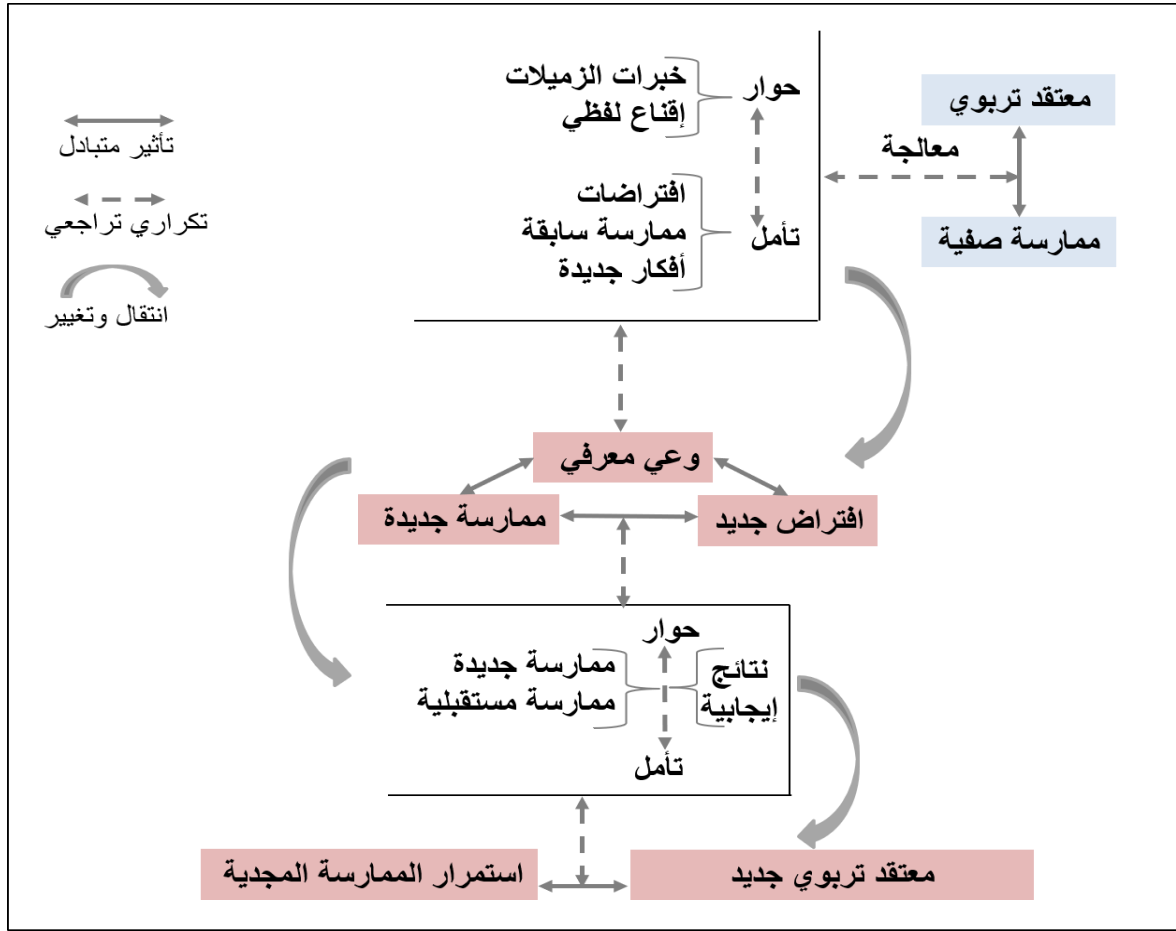 معتقد تربوي
معالجة
ممارسة صفية
حوار
خبرات الزميلات
إقناع لفظي
تأمل
افتراضات
ممارسة سابقة
أفكار جديدة
تأثير متبادل
تكراري تراجعي
انتقال وتغيير
وعي معرفي
افتراض جديد
ممارسة جديدة
حوار
نتائج
إيجابية
ممارسة جديدة
ممارسة مستقبلية
تأمل
معتقد تربوي جديد
استمرار الممارسة المجدية